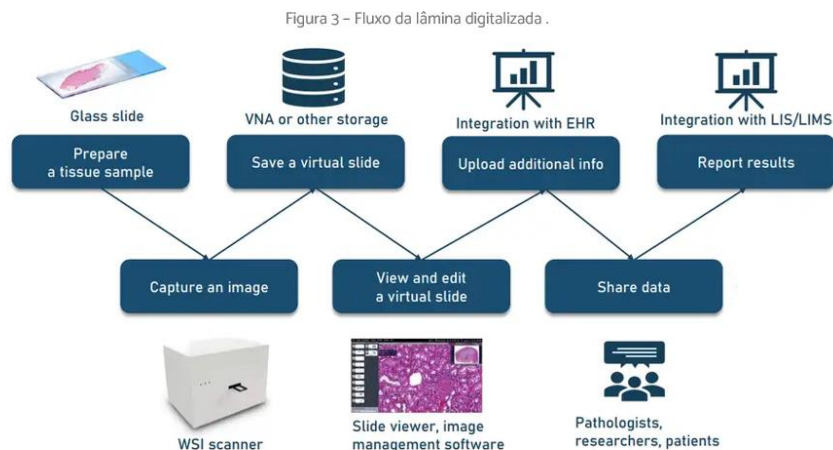 Figura 3 – Fluxo da lâmina digitalizada .
Glass slide
VNA or other storage
Integration with EHR
Integration with LIS/LIMS
Prepare
a tissue sample
Save a virtual slide
Upload additional info
Report results
Capture an image
View and edit
a virtual slide
Share data
WSI scanner
Slide viewer, image
management software
Pathologists,
researchers, patients